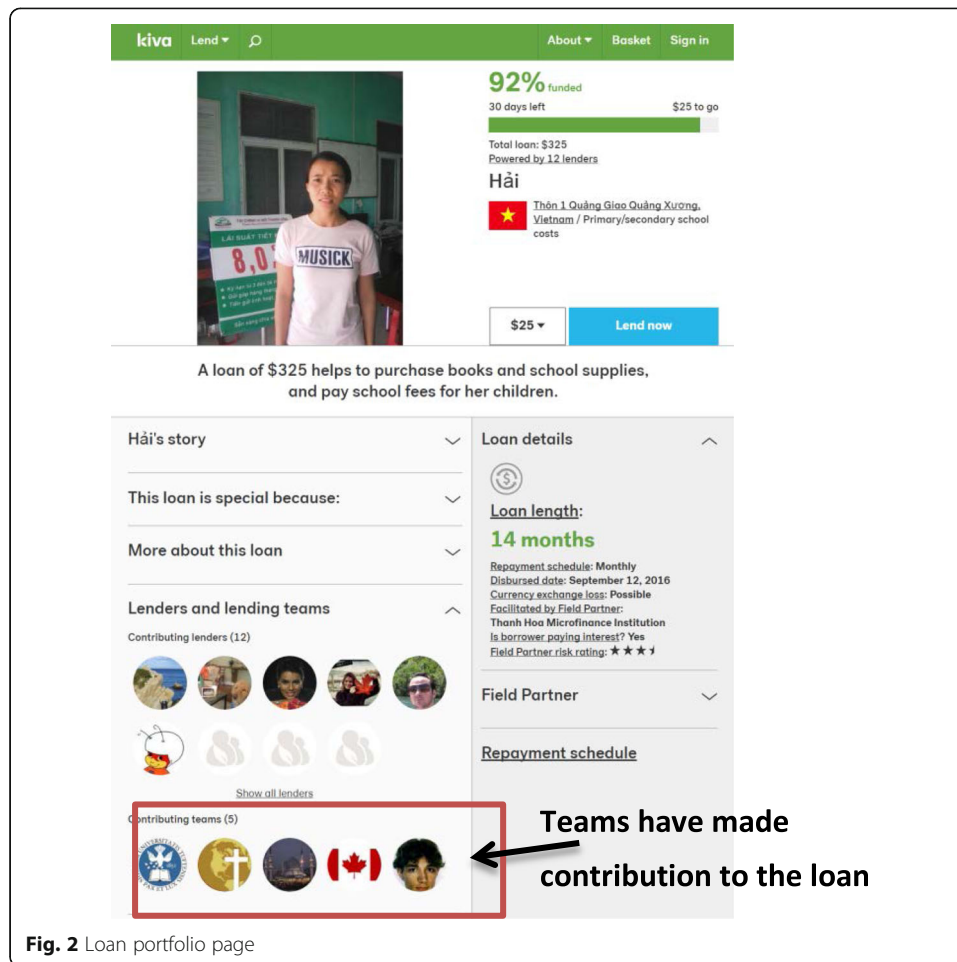 kiva Lend About Basket Sign in
92% funded
30 days left $25 to go
Total loan: $325
Powered by 12 lenders
Hải
Thôn 1 Quảng Giao Quảng Xương,
Vietnam / Primary/secondary school
costs
LÃI SUẤT TIẾT
8,0
MUSICK
$25 Lend now
A loan of $325 helps to purchase books and school supplies,
and pay school fees for her children.
Hải's story
This loan is special because:
More about this loan
Lenders and lending teams
Contributing lenders (12)
Show all lenders
Contributing teams (5)
Loan details
Loan length:
14 months
Repayment schedule: Monthly
Disbursed date: September 12, 2016
Currency exchange loss: Possible
Facilitated by Field Partner:
Thanh Hoa Microfinance Institution
Is borrower paying interest? Yes
Field Partner risk rating: ★★★
Field Partner
Repayment schedule
Teams have made
contribution to the loan
Fig. 2 Loan portfolio page